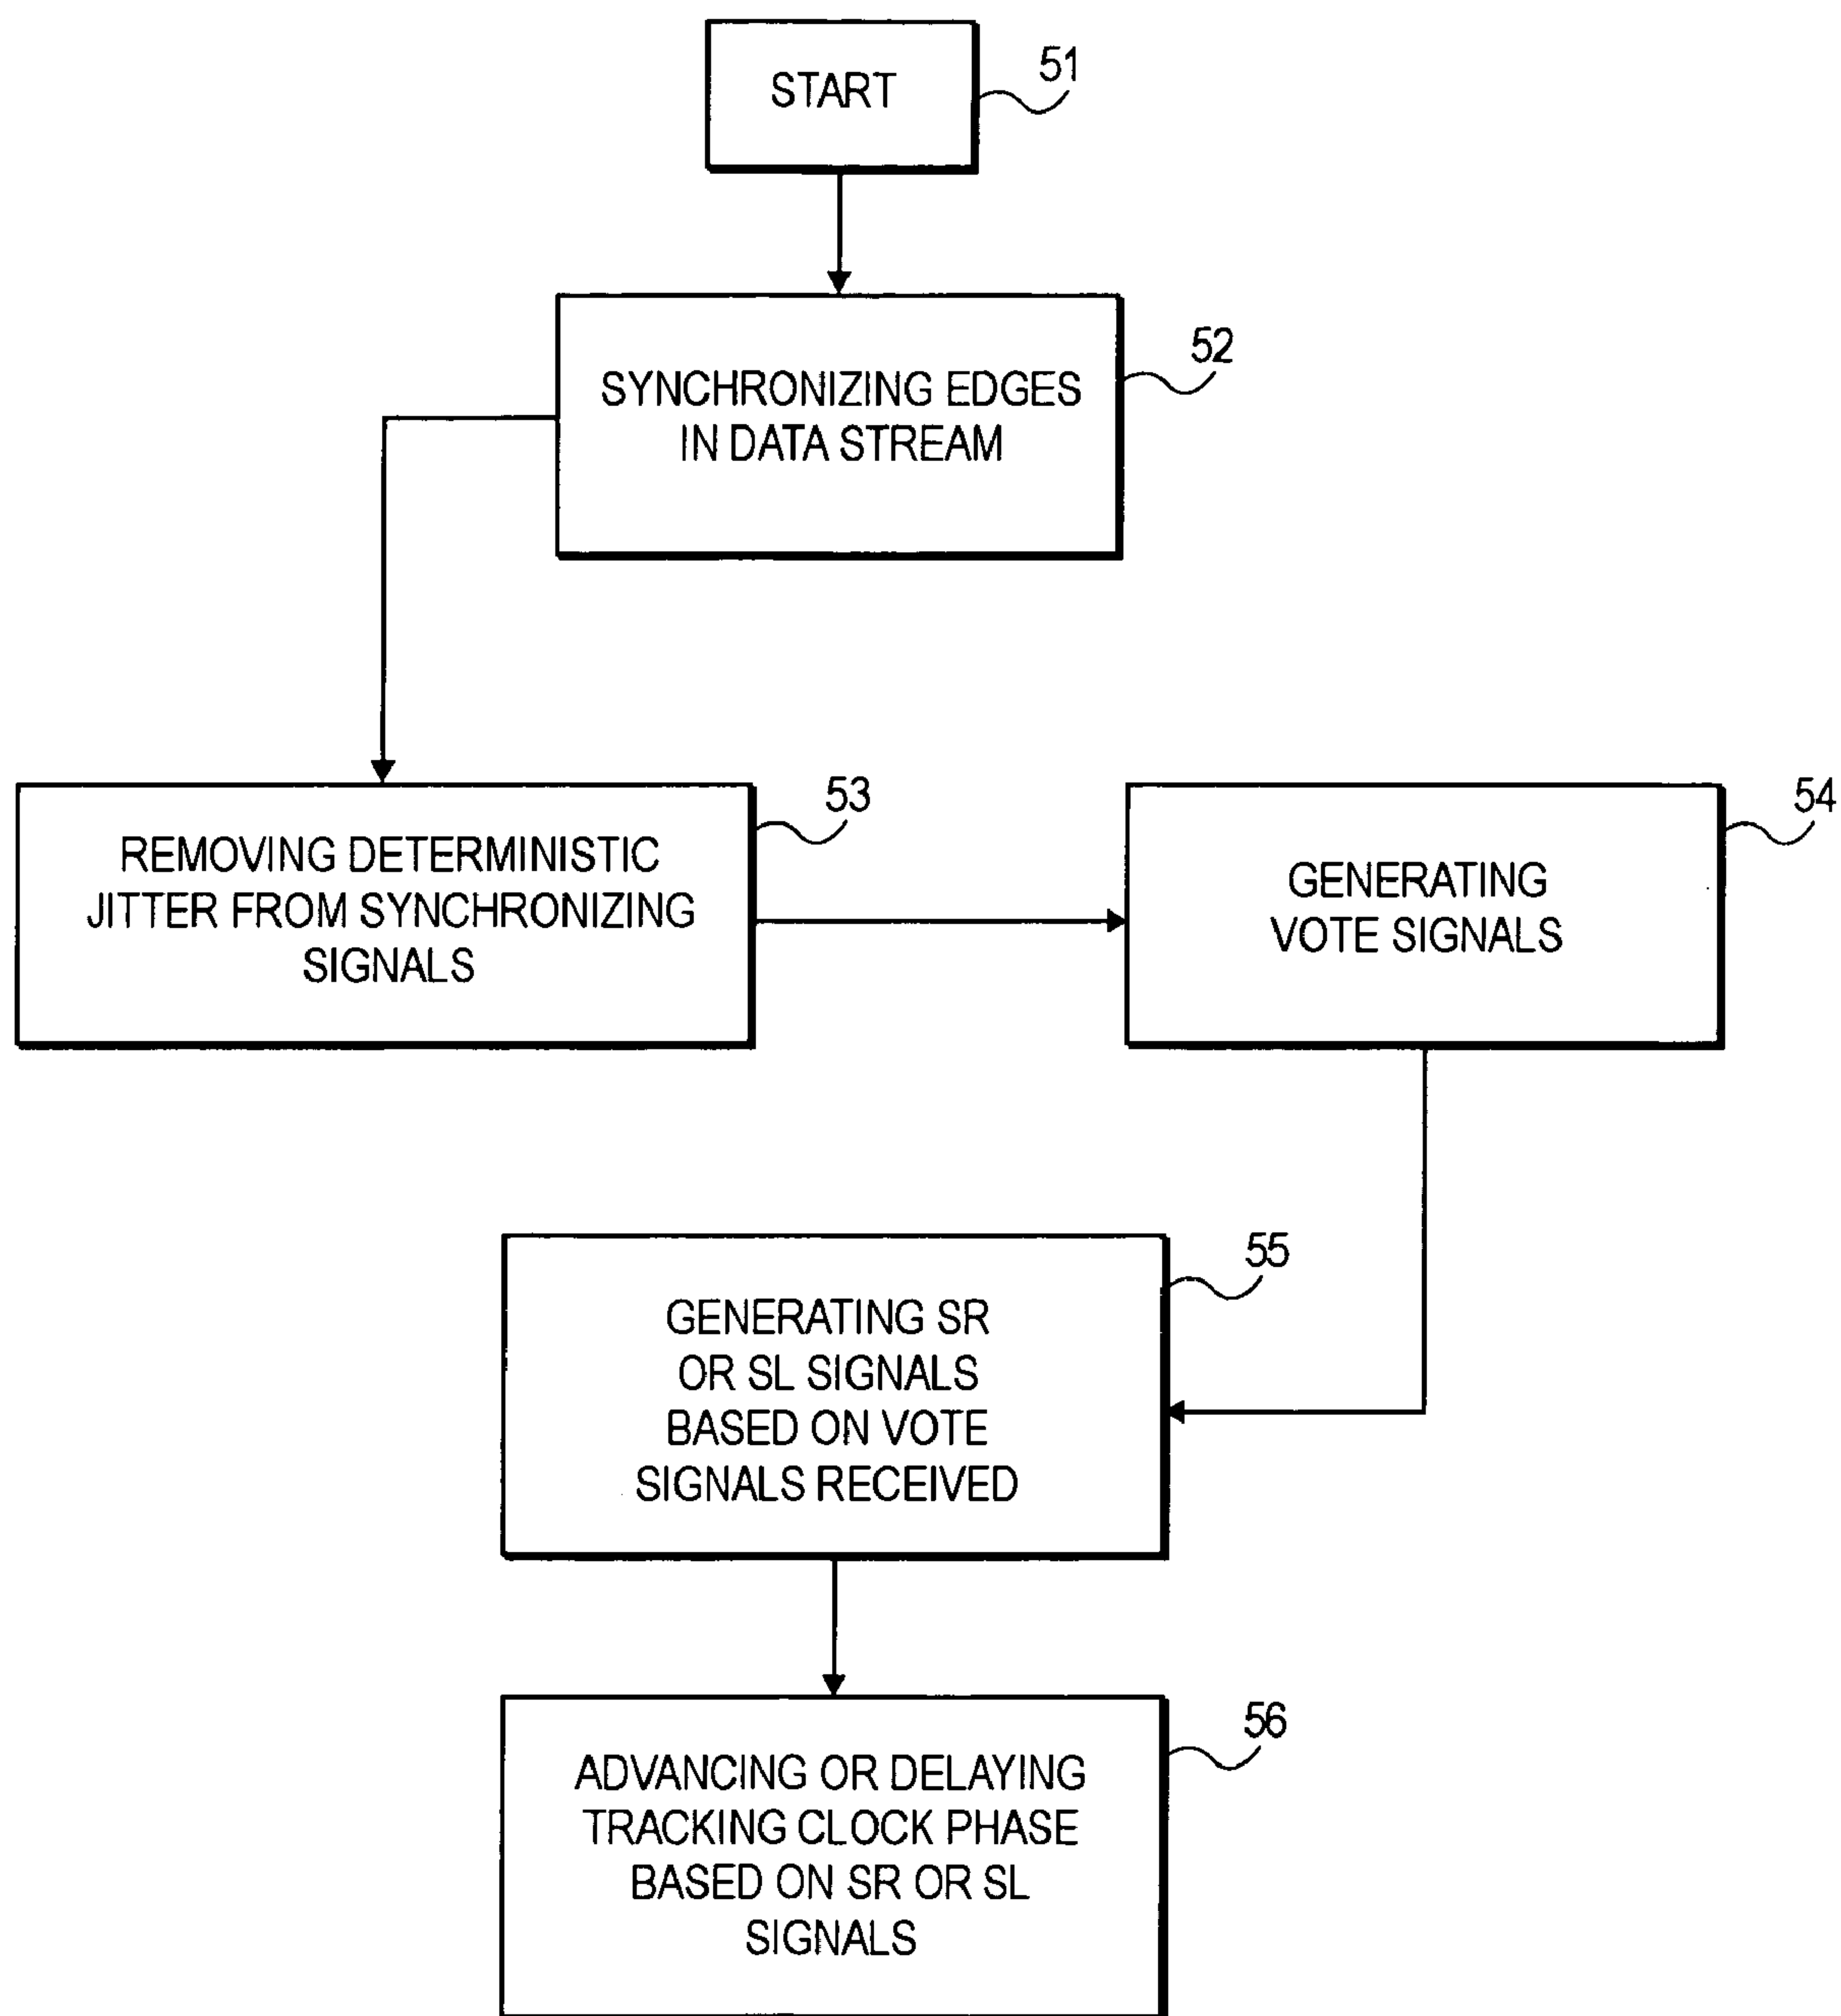 START
51
SYNCHRONIZING EDGES
IN DATA STREAM
52
REMOVING DETERMINISTIC
JITTER FROM SYNCHRONIZING
SIGNALS
53
GENERATING
VOTE SIGNALS
54
GENERATING SR
OR SL SIGNALS
BASED ON VOTE
SIGNALS RECEIVED
55
ADVANCING OR DELAYING
TRACKING CLOCK PHASE
BASED ON SR OR SL
SIGNALS
56